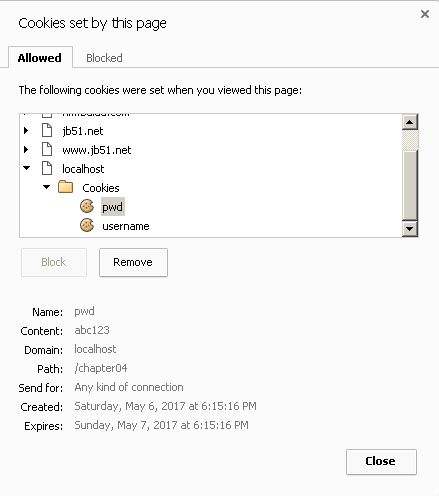 Cookies set by this page
Allowed
Blocked
The following cookies were set when you viewed this page:
jb51.net
www.jb51.net
localhost
Cookies
pwd
username
Block
Remove
Name: pwd
Content: abc123
Domain: localhost
Path: /chapter04
Send for: Any kind of connection
Created: Saturday, May 6, 2017 at 6:15:16 PM
Expires: Sunday, May 7, 2017 at 6:15:16 PM
Close